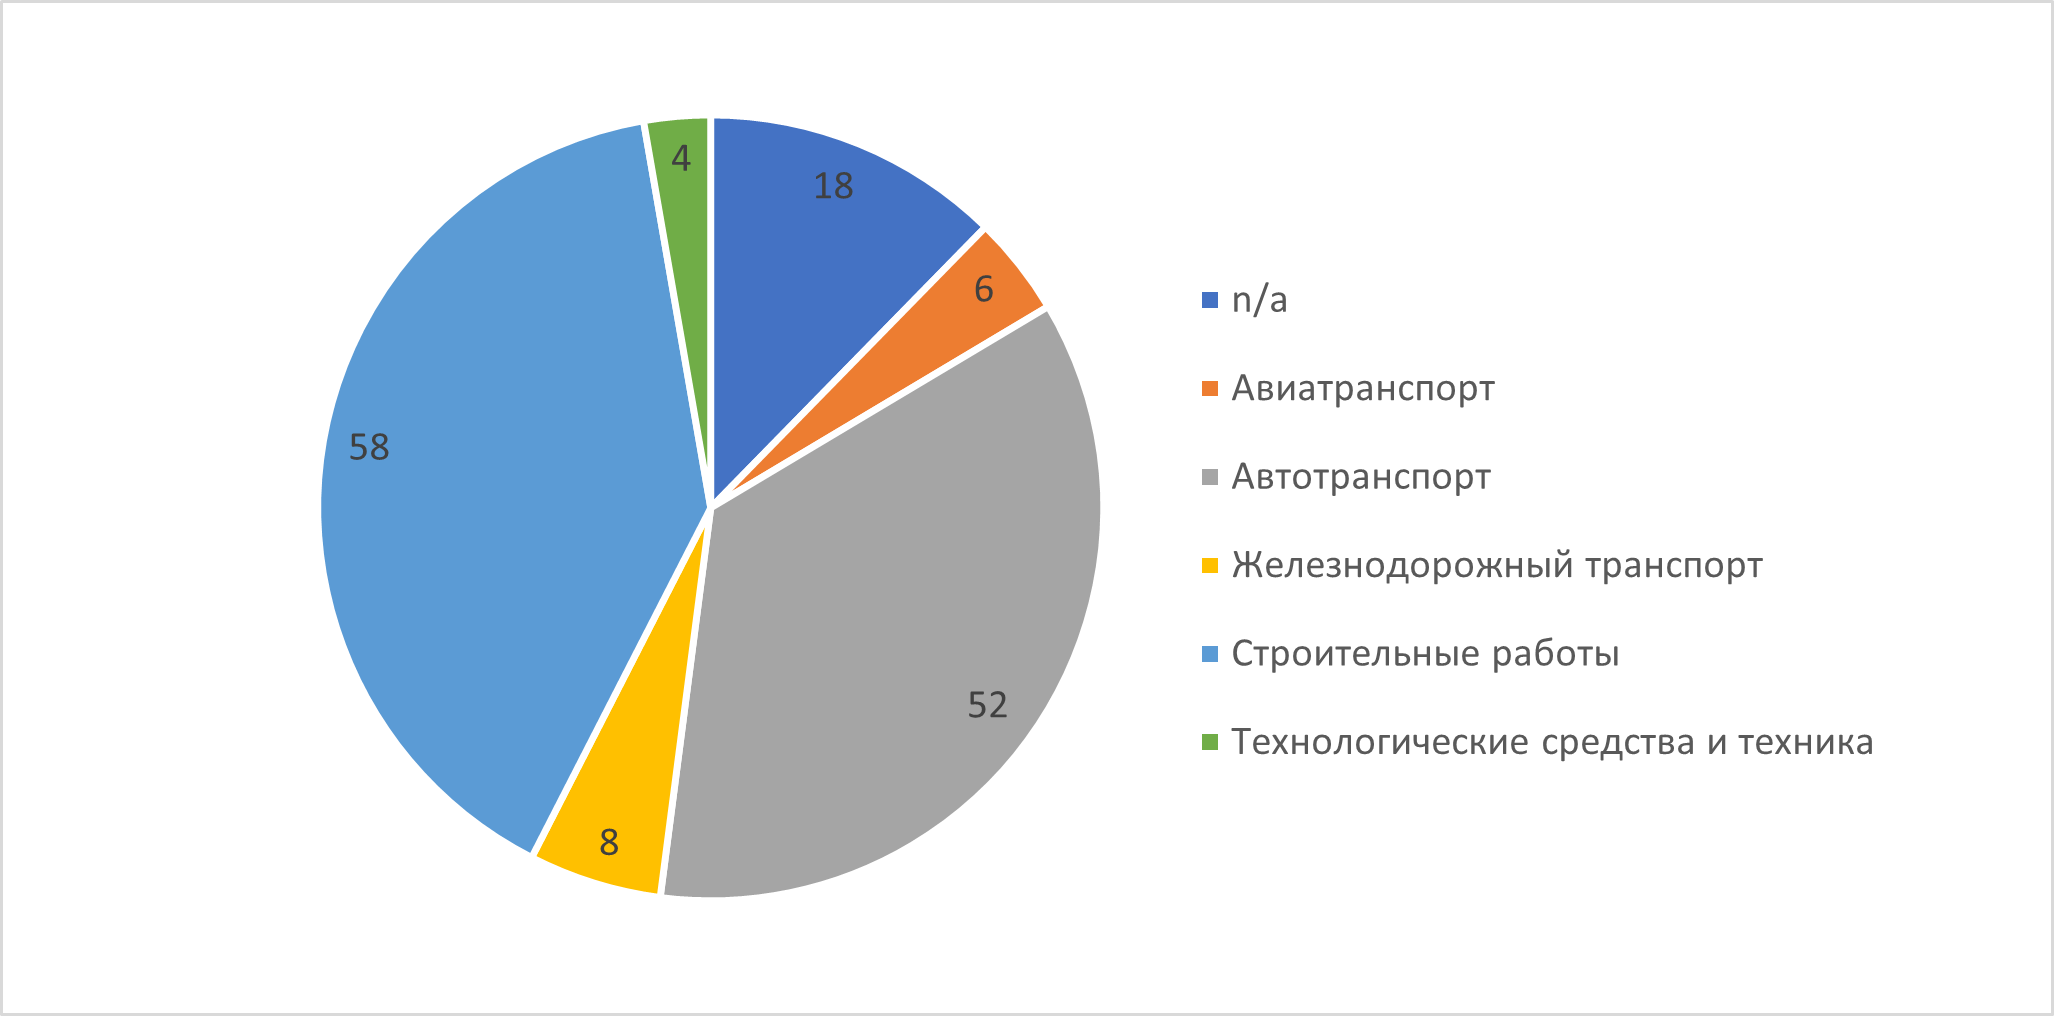 4
18
6
58
52
8
n/a
Авиатранспорт
Автотранспорт
Железнодорожный транспорт
Строительные работы
Технологические средства и техника